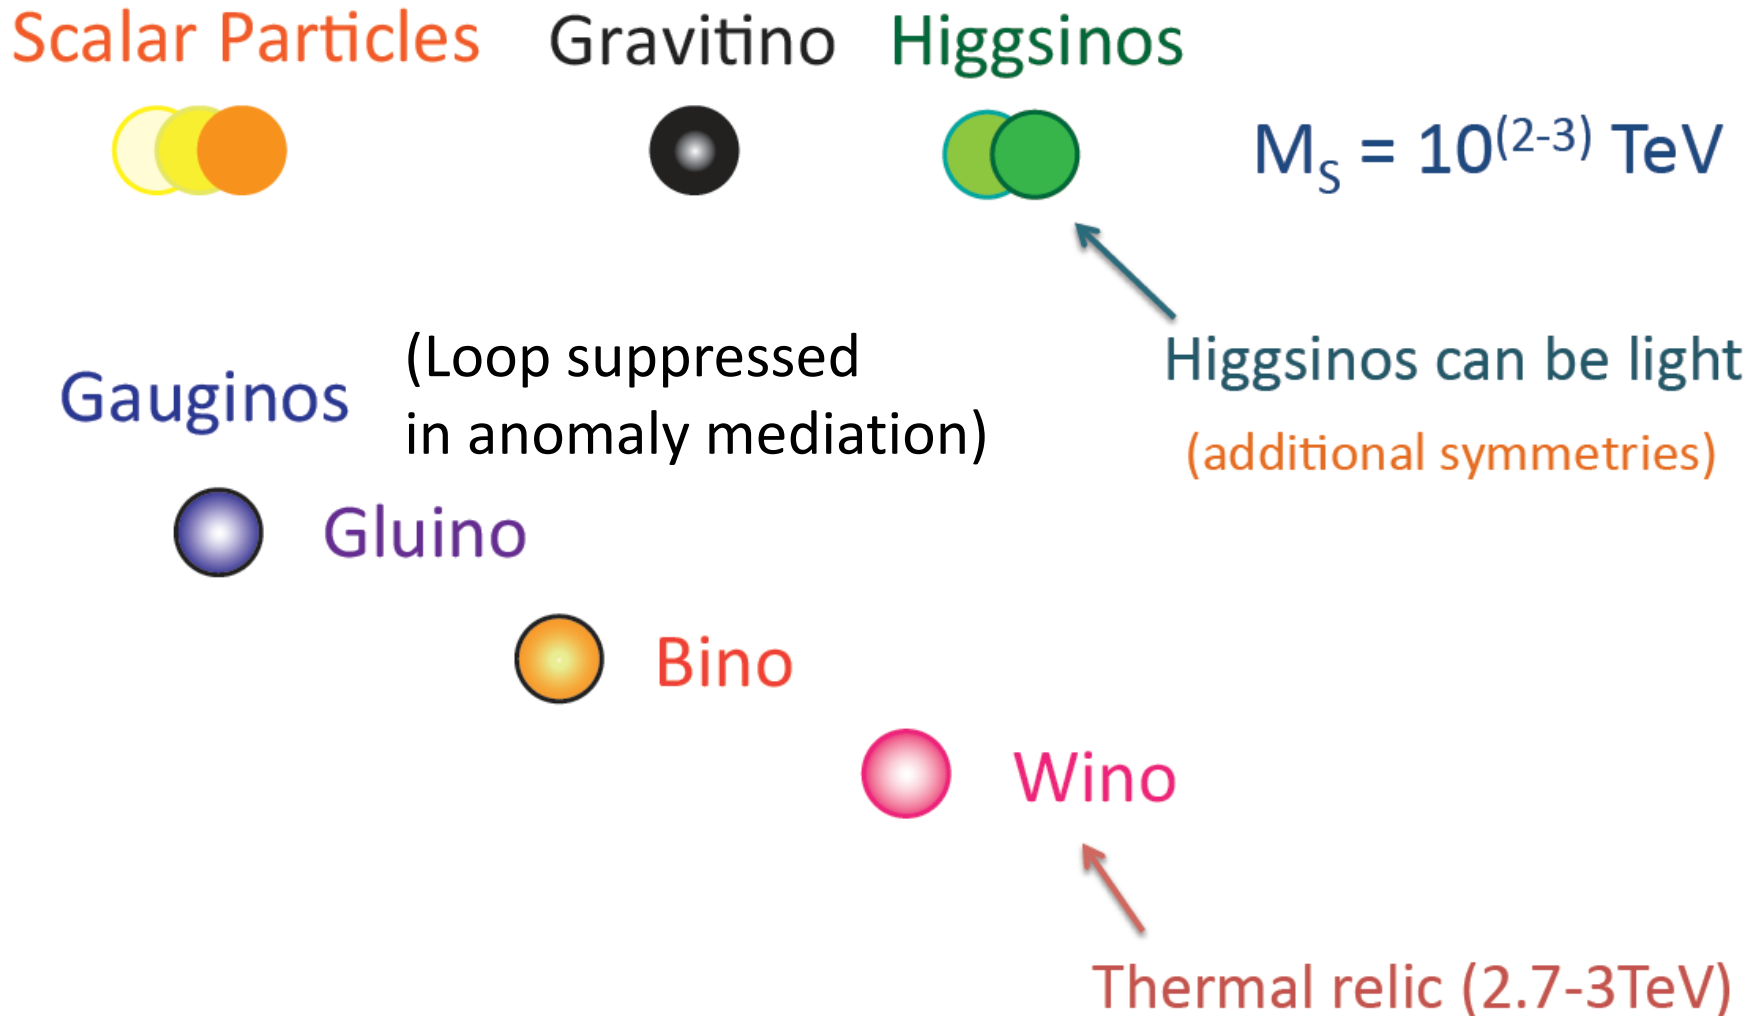 Scalar Particles
Gravitino
Higgsinos
M_S = 10^(2-3) TeV
(Loop suppressed
in anomaly mediation)
Gauginos
Higgsinos can be light
(additional symmetries)
Gluino
Bino
Wino
Thermal relic (2.7-3TeV)